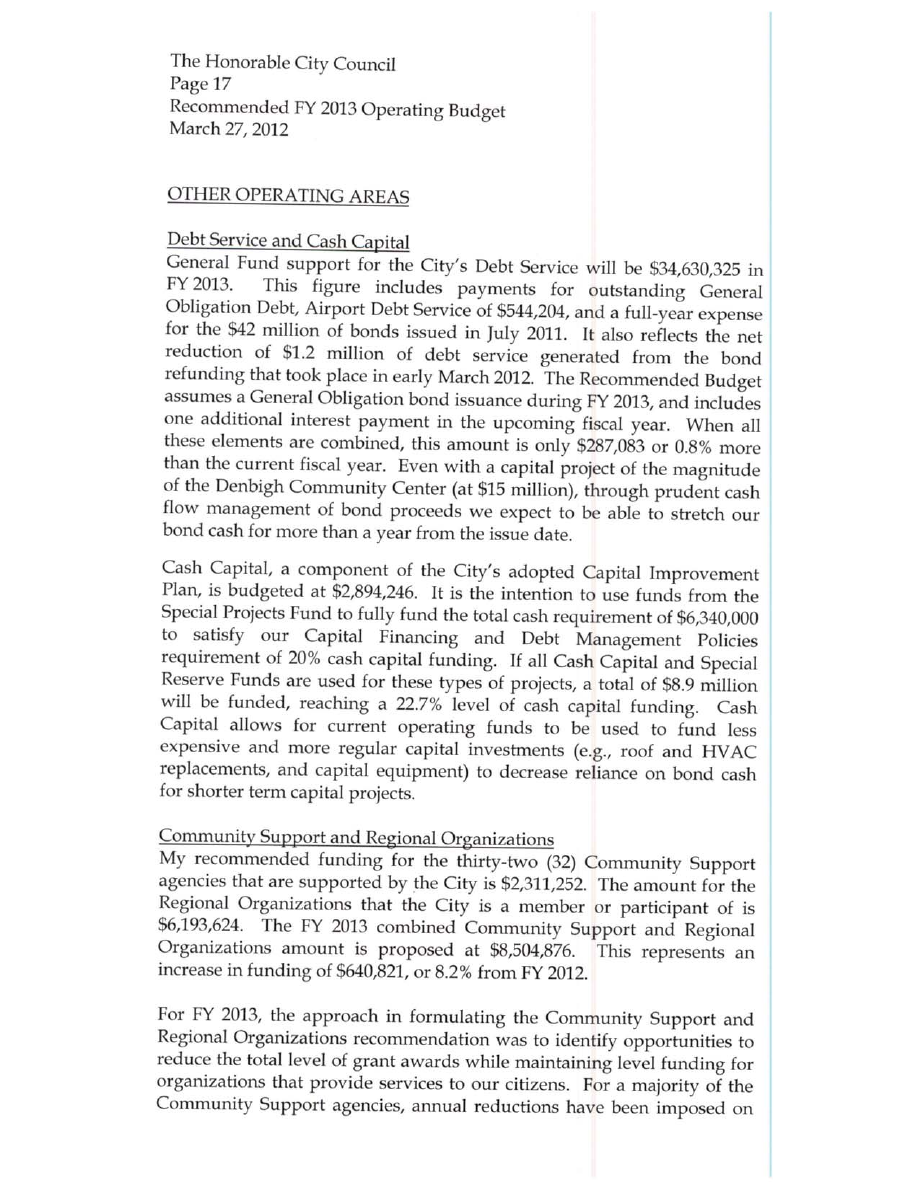 The Honorable City Council
Page 17
Recommended FY 2013 Operating Budget
March 27, 2012
OTHER OPERATING AREAS
Debt Service and Cash Capital
General Fund support for the City's Debt Service will be $34,630,325 in
FY 2013. This figure includes payments for outstanding General
Obligation Debt, Airport Debt Service of $544,204, and a full-year expense
for the $42 million of bonds issued in July 2011. It also reflects the net
reduction of $1.2 million of debt service generated from the bond
refunding that took place in early March 2012. The Recommended Budget
assumes a General Obligation bond issuance during FY 2013, and includes
one additional interest payment in the upcoming fiscal year. When all
these elements are combined, this amount is only $287,083 or 0.8% more
than the current fiscal year. Even with a capital project of the magnitude
of the Denbigh Community Center (at $15 million), through prudent cash
flow management of bond proceeds we expect to be able to stretch our
bond cash for more than a year from the issue date.
Cash Capital, a component of the City's adopted Capital Improvement
Plan, is budgeted at $2,894,246. It is the intention to use funds from the
Special Projects Fund to fully fund the total cash requirement of $6,340,000
to satisfy our Capital Financing and Debt Management Policies
requirement of 20% cash capital funding. If all Cash Capital and Special
Reserve Funds are used for these types of projects, a total of $8.9 million
will be funded, reaching a 22.7% level of cash capital funding. Cash
Capital allows for current operating funds to be used to fund less
expensive and more regular capital investments (e.g., roof and HVAC
replacements, and capital equipment) to decrease reliance on bond cash
for shorter term capital projects.
Community Support and Regional Organizations
My recommended funding for the thirty-two (32) Community Support
agencies that are supported by the City is $2,311,252. The amount for the
Regional Organizations that the City is a member or participant of is
$6,193,624. The FY 2013 combined Community Support and Regional
Organizations amount is proposed at $8,504,876. This represents an
increase in funding of $640,821, or 8.2% from FY 2012.
For FY 2013, the approach in formulating the Community Support and
Regional Organizations recommendation was to identify opportunities to
reduce the total level of grant awards while maintaining level funding for
organizations that provide services to our citizens. For a majority of the
Community Support agencies, annual reductions have been imposed on